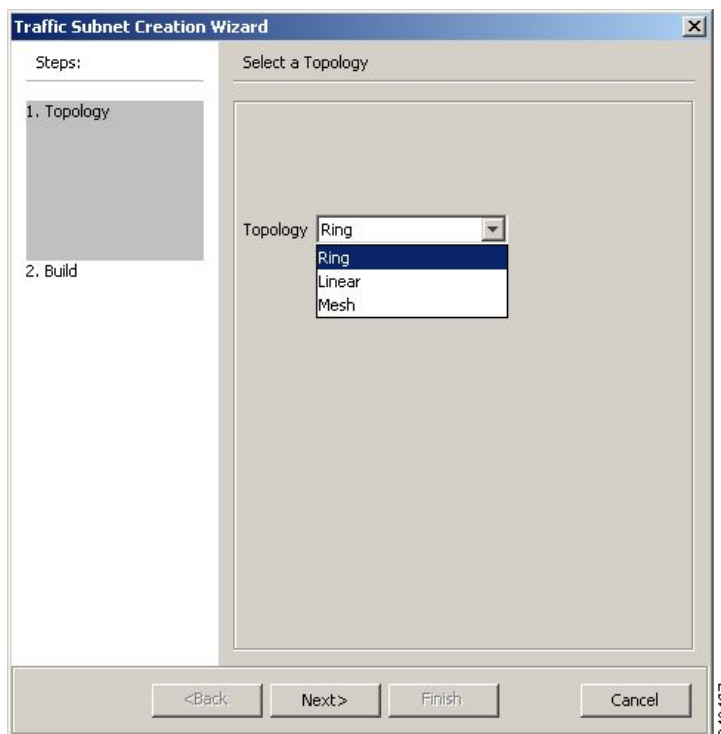 Traffic Subnet Creation Wizard
Steps:
Select a Topology
1. Topology
Topology Ring
Ring
Linear
Mesh
2. Build
<Back
Next>
Finish
Cancel